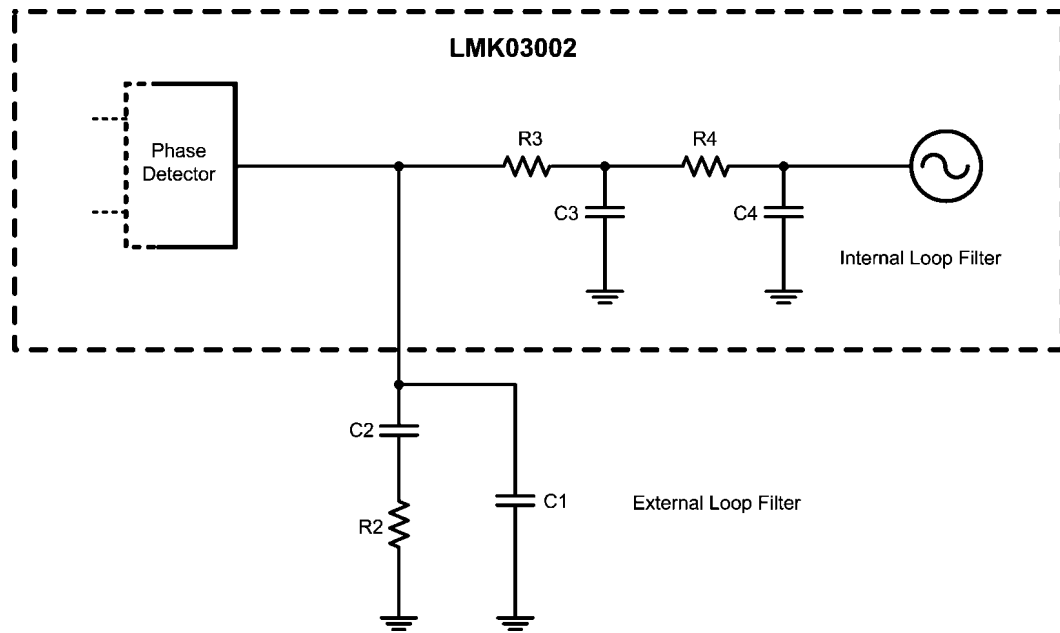 LMK03002
Phase
Detector
R3
R4
C3
C4
Internal Loop Filter
C2
C1
R2
External Loop Filter